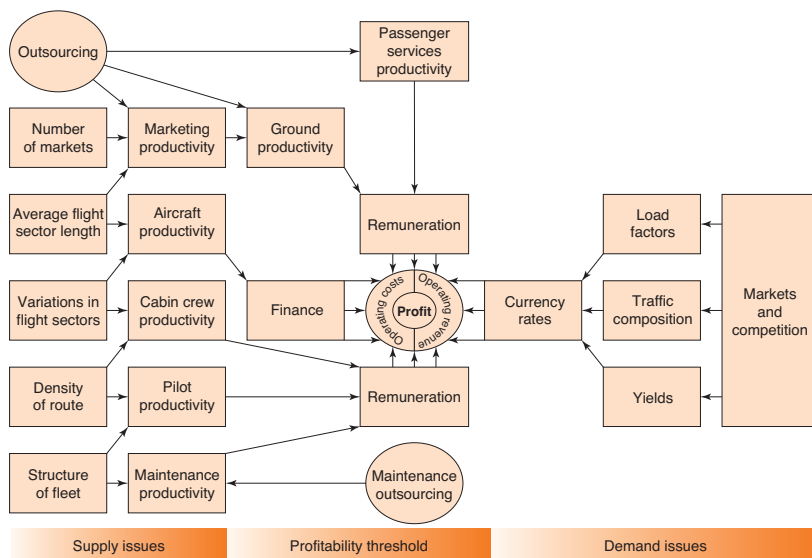 Outsourcing
Passenger
services
productivity
Number
of markets
Marketing
productivity
Ground
productivity
Average flight
sector length
Aircraft
productivity
Remuneration
Load
factors
Variations in
flight sectors
Cabin crew
productivity
Finance
Operating costs
Profit
Operating revenue
Currency
rates
Traffic
composition
Markets
and
competition
Density
of route
Pilot
productivity
Remuneration
Yields
Structure
of fleet
Maintenance
productivity
Maintenance
outsourcing
Supply issues
Profitability threshold
Demand issues